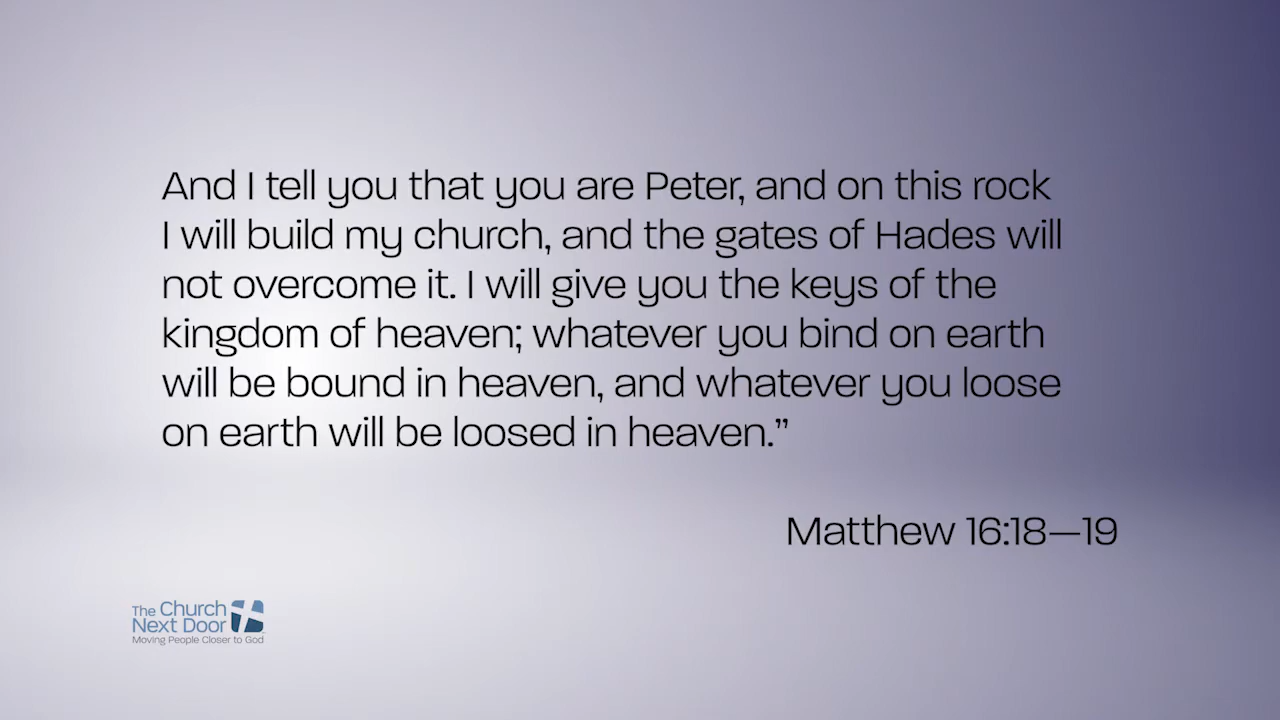 And I tell you that you are Peter, and on this rock
I will build my church, and the gates of Hades will
not overcome it. I will give you the keys of the
kingdom of heaven; whatever you bind on earth
will be bound in heaven, and whatever you loose
on earth will be loosed in heaven.”
Matthew 16:18—19
The Church
Next Door
Moving People Closer to God